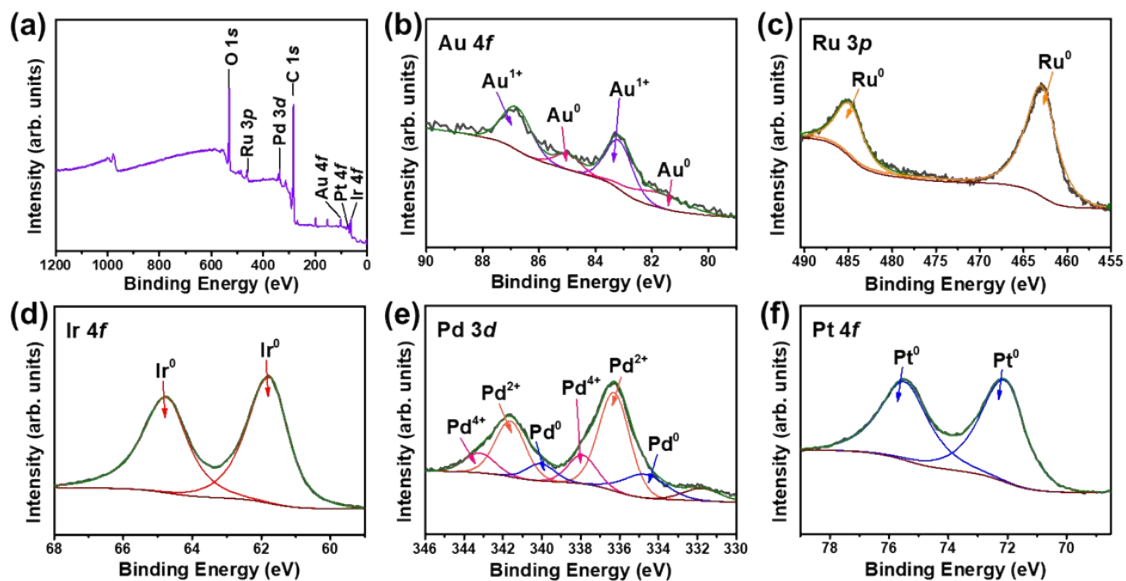 (a)
Intensity (arb. units)
O 1s
Ru 3p
Pd 3d
C 1s
Au 4f
Pt 4f
Ir 4f
1200 1000 800 600 400 200 0
Binding Energy (eV)
(b)
Au 4f
Intensity (arb. units)
Au¹⁺
Au⁰
Au¹⁺
Au⁰
90 88 86 84 82 80
Binding Energy (eV)
(c)
Ru 3p
Intensity (arb. units)
Ru⁰
Ru⁰
490 485 480 475 470 465 460 455
Binding Energy (eV)
(d)
Ir 4f
Intensity (arb. units)
Ir⁰
Ir⁰
68 66 64 62 60
Binding Energy (eV)
(e)
Pd 3d
Intensity (arb. units)
Pd⁴⁺
Pd²⁺
Pd⁰
Pd⁴⁺
Pd²⁺
Pd⁰
346 344 342 340 338 336 334 332 330
Binding Energy (eV)
(f)
Pt 4f
Intensity (arb. units)
Pt⁰
Pt⁰
78 76 74 72 70
Binding Energy (eV)